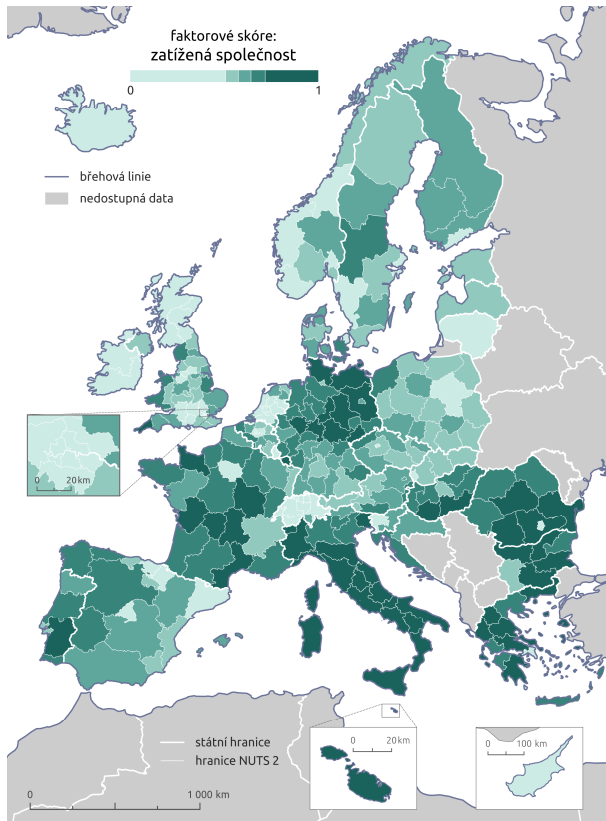 faktorové skóre:
zatížená společnost
0 1
břehová linie
nedostupná data
0 20 km
státní hranice
hranice NUTS 2
0 1 000 km
0 20 km
0 100 km